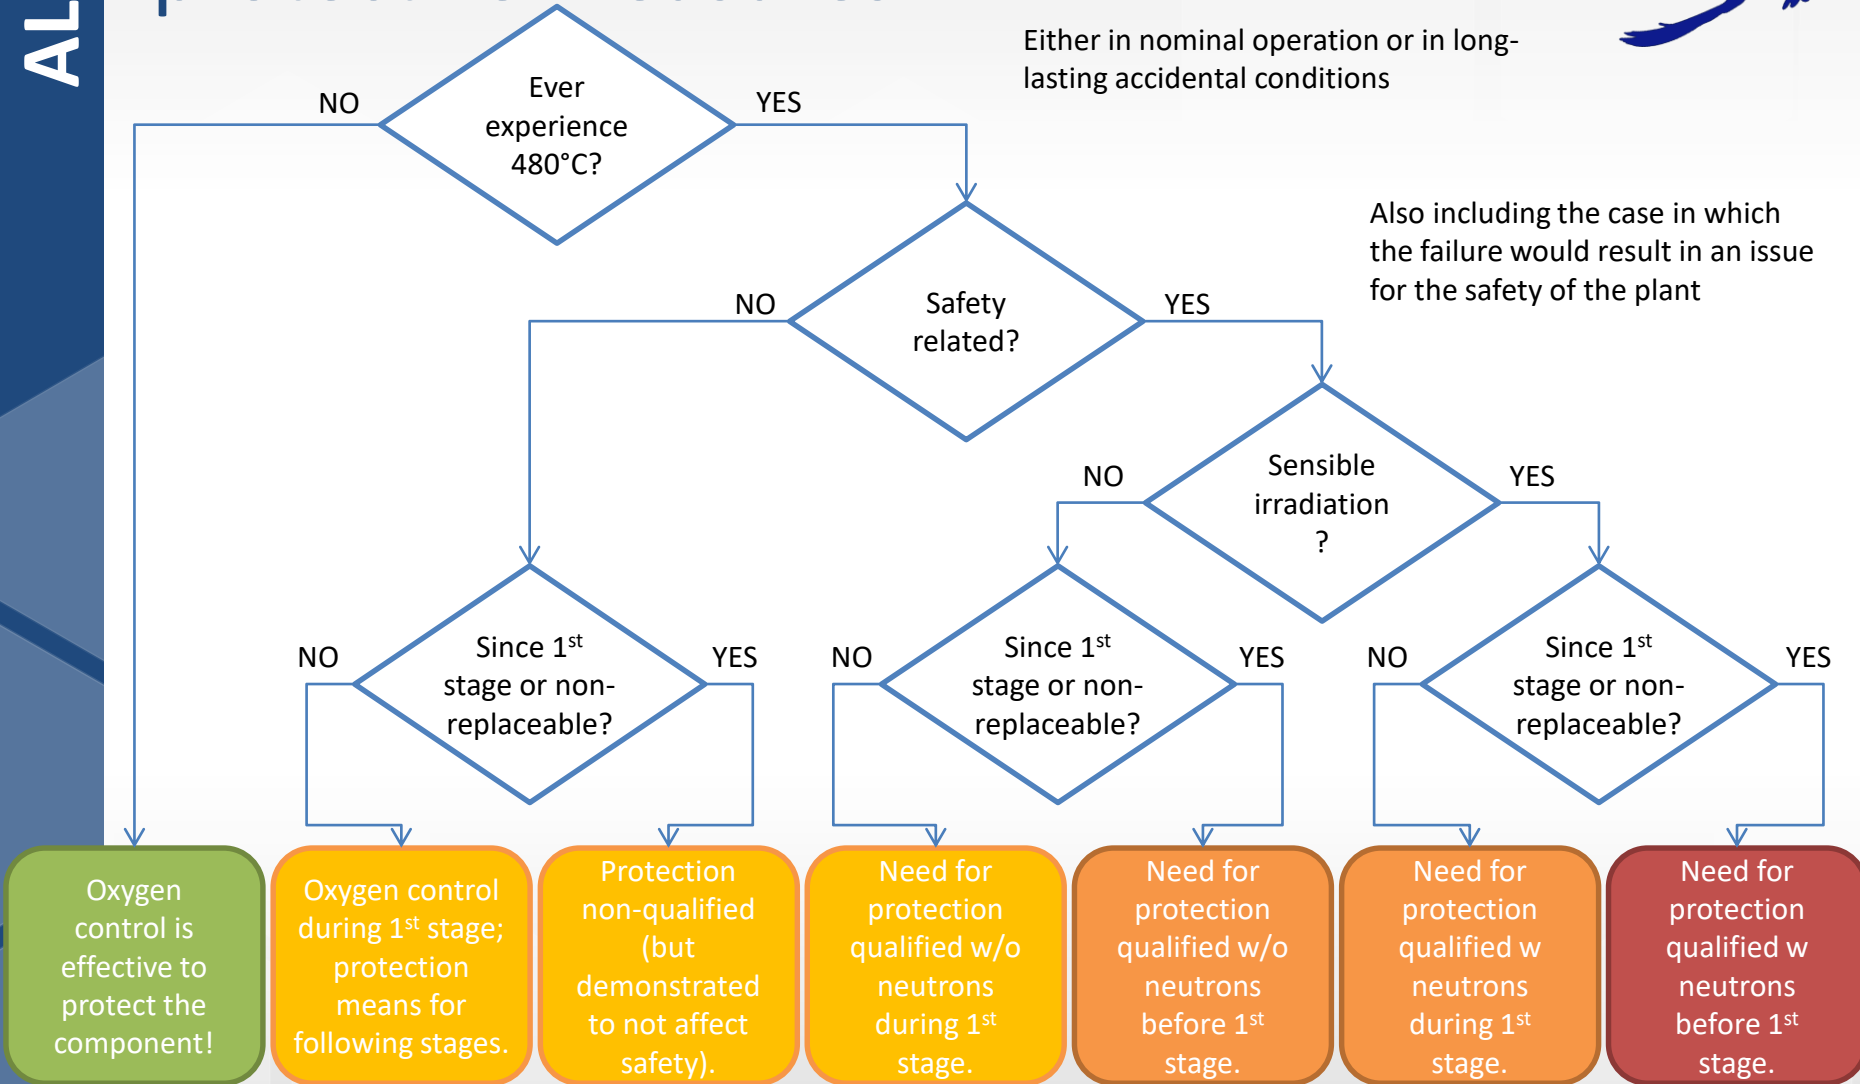 AL
Either in nominal operation or in long-
lasting accidental conditions
Ever
experience
480°C?
NO
YES
Also including the case in which
the failure would result in an issue
for the safety of the plant
Safety
related?
NO
YES
Sensible
irradiation
?
NO
YES
Since 1st
stage or non-
replaceable?
NO
YES
Since 1st
stage or non-
replaceable?
NO
YES
Since 1st
stage or non-
replaceable?
NO
YES
Oxygen
control is
effective to
protect the
component!
Oxygen control
during 1st stage;
protection
means for
following stages.
Protection
non-qualified
(but
demonstrated
to not affect
safety).
Need for
protection
qualified w/o
neutrons
during 1st
stage.
Need for
protection
qualified w/o
neutrons
before 1st
stage.
Need for
protection
qualified w
neutrons
during 1st
stage.
Need for
protection
qualified w
neutrons
before 1st
stage.